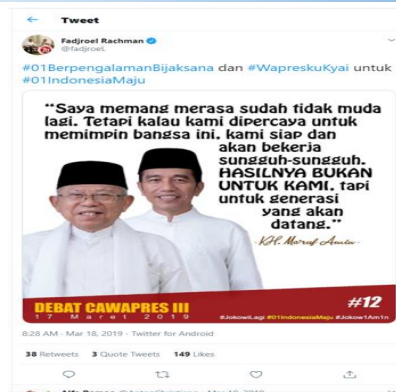 Tweet
Fadjroel Rachman
@fadjroeL
#01BerpengalamanBijaksana dan #WapreskuKyai untuk
#01IndonesiaMaju
“Saya memang merasa sudah tidak muda
lagi. Tetapi kalau kami dipercaya untuk
memimpin bangsa ini, kami siap dan
akan bekerja
sungguh-sungguh.
HASILNYA BUKAN
UNTUK KAMI, tapi
untuk generasi
yang akan
datang.”
-KH. Maruf Amin-
DEBAT CAWAPRES III
17 Maret 2019
#12
#JokowiLagi #01IndonesiaMaju #Jokow1Am1n
8:28 AM · Mar 18, 2019 · Twitter for Android
38 Retweets 3 Quote Tweets 149 Likes